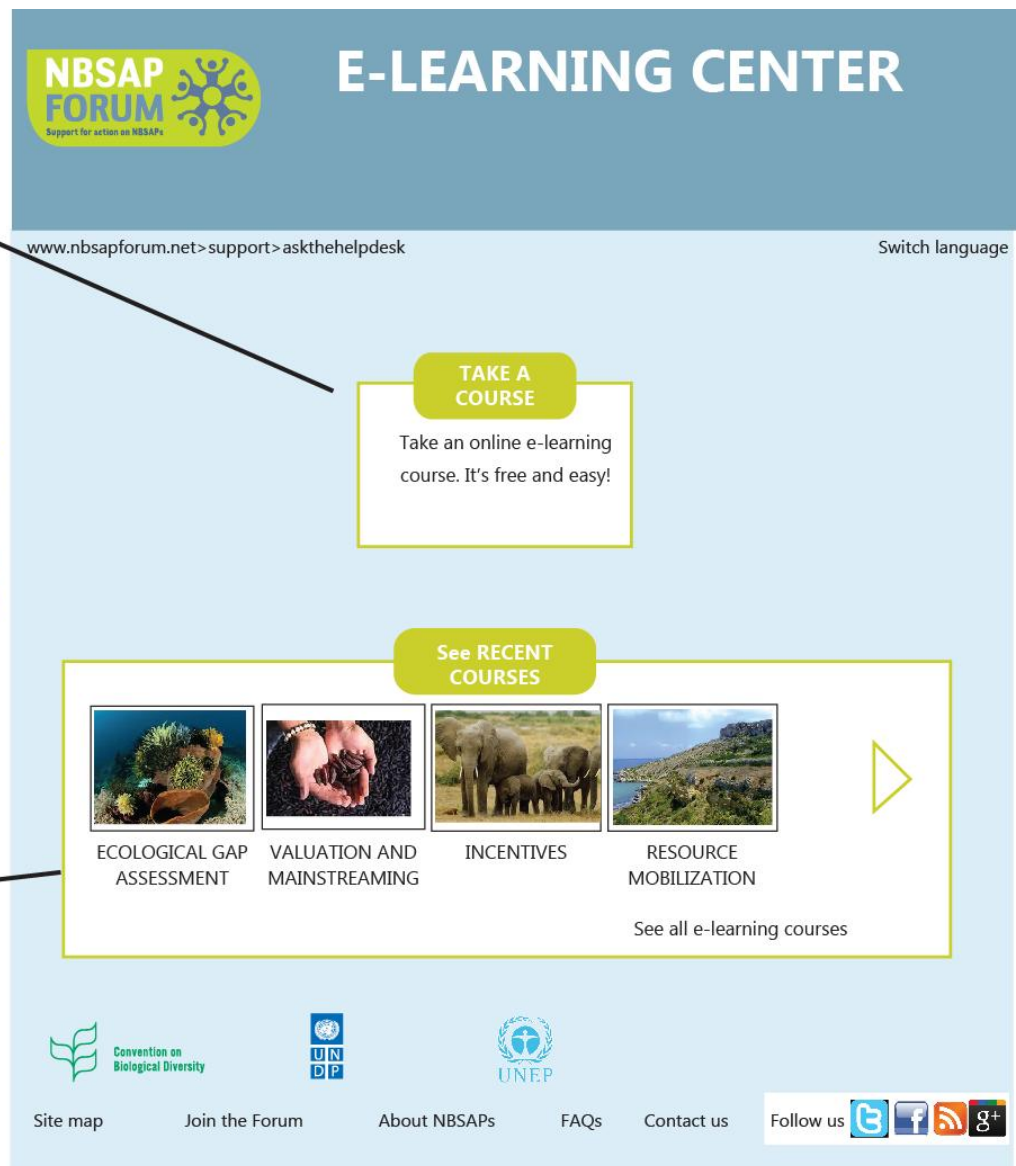 NBSAP
FORUM
Support for action on NBSAPs
E-LEARNING CENTER
www.nbsapforum.net>support>askthehelpdesk
Switch language
TAKE A
COURSE
Take an online e-learning
course. It's free and easy!
See RECENT
COURSES
ECOLOGICAL GAP
ASSESSMENT
VALUATION AND
MAINSTREAMING
INCENTIVES
RESOURCE
MOBILIZATION
See all e-learning courses
Convention on
Biological Diversity
UN
DP
UNEP
Site map
Join the Forum
About NBSAPs
FAQs
Contact us
Follow us
g+